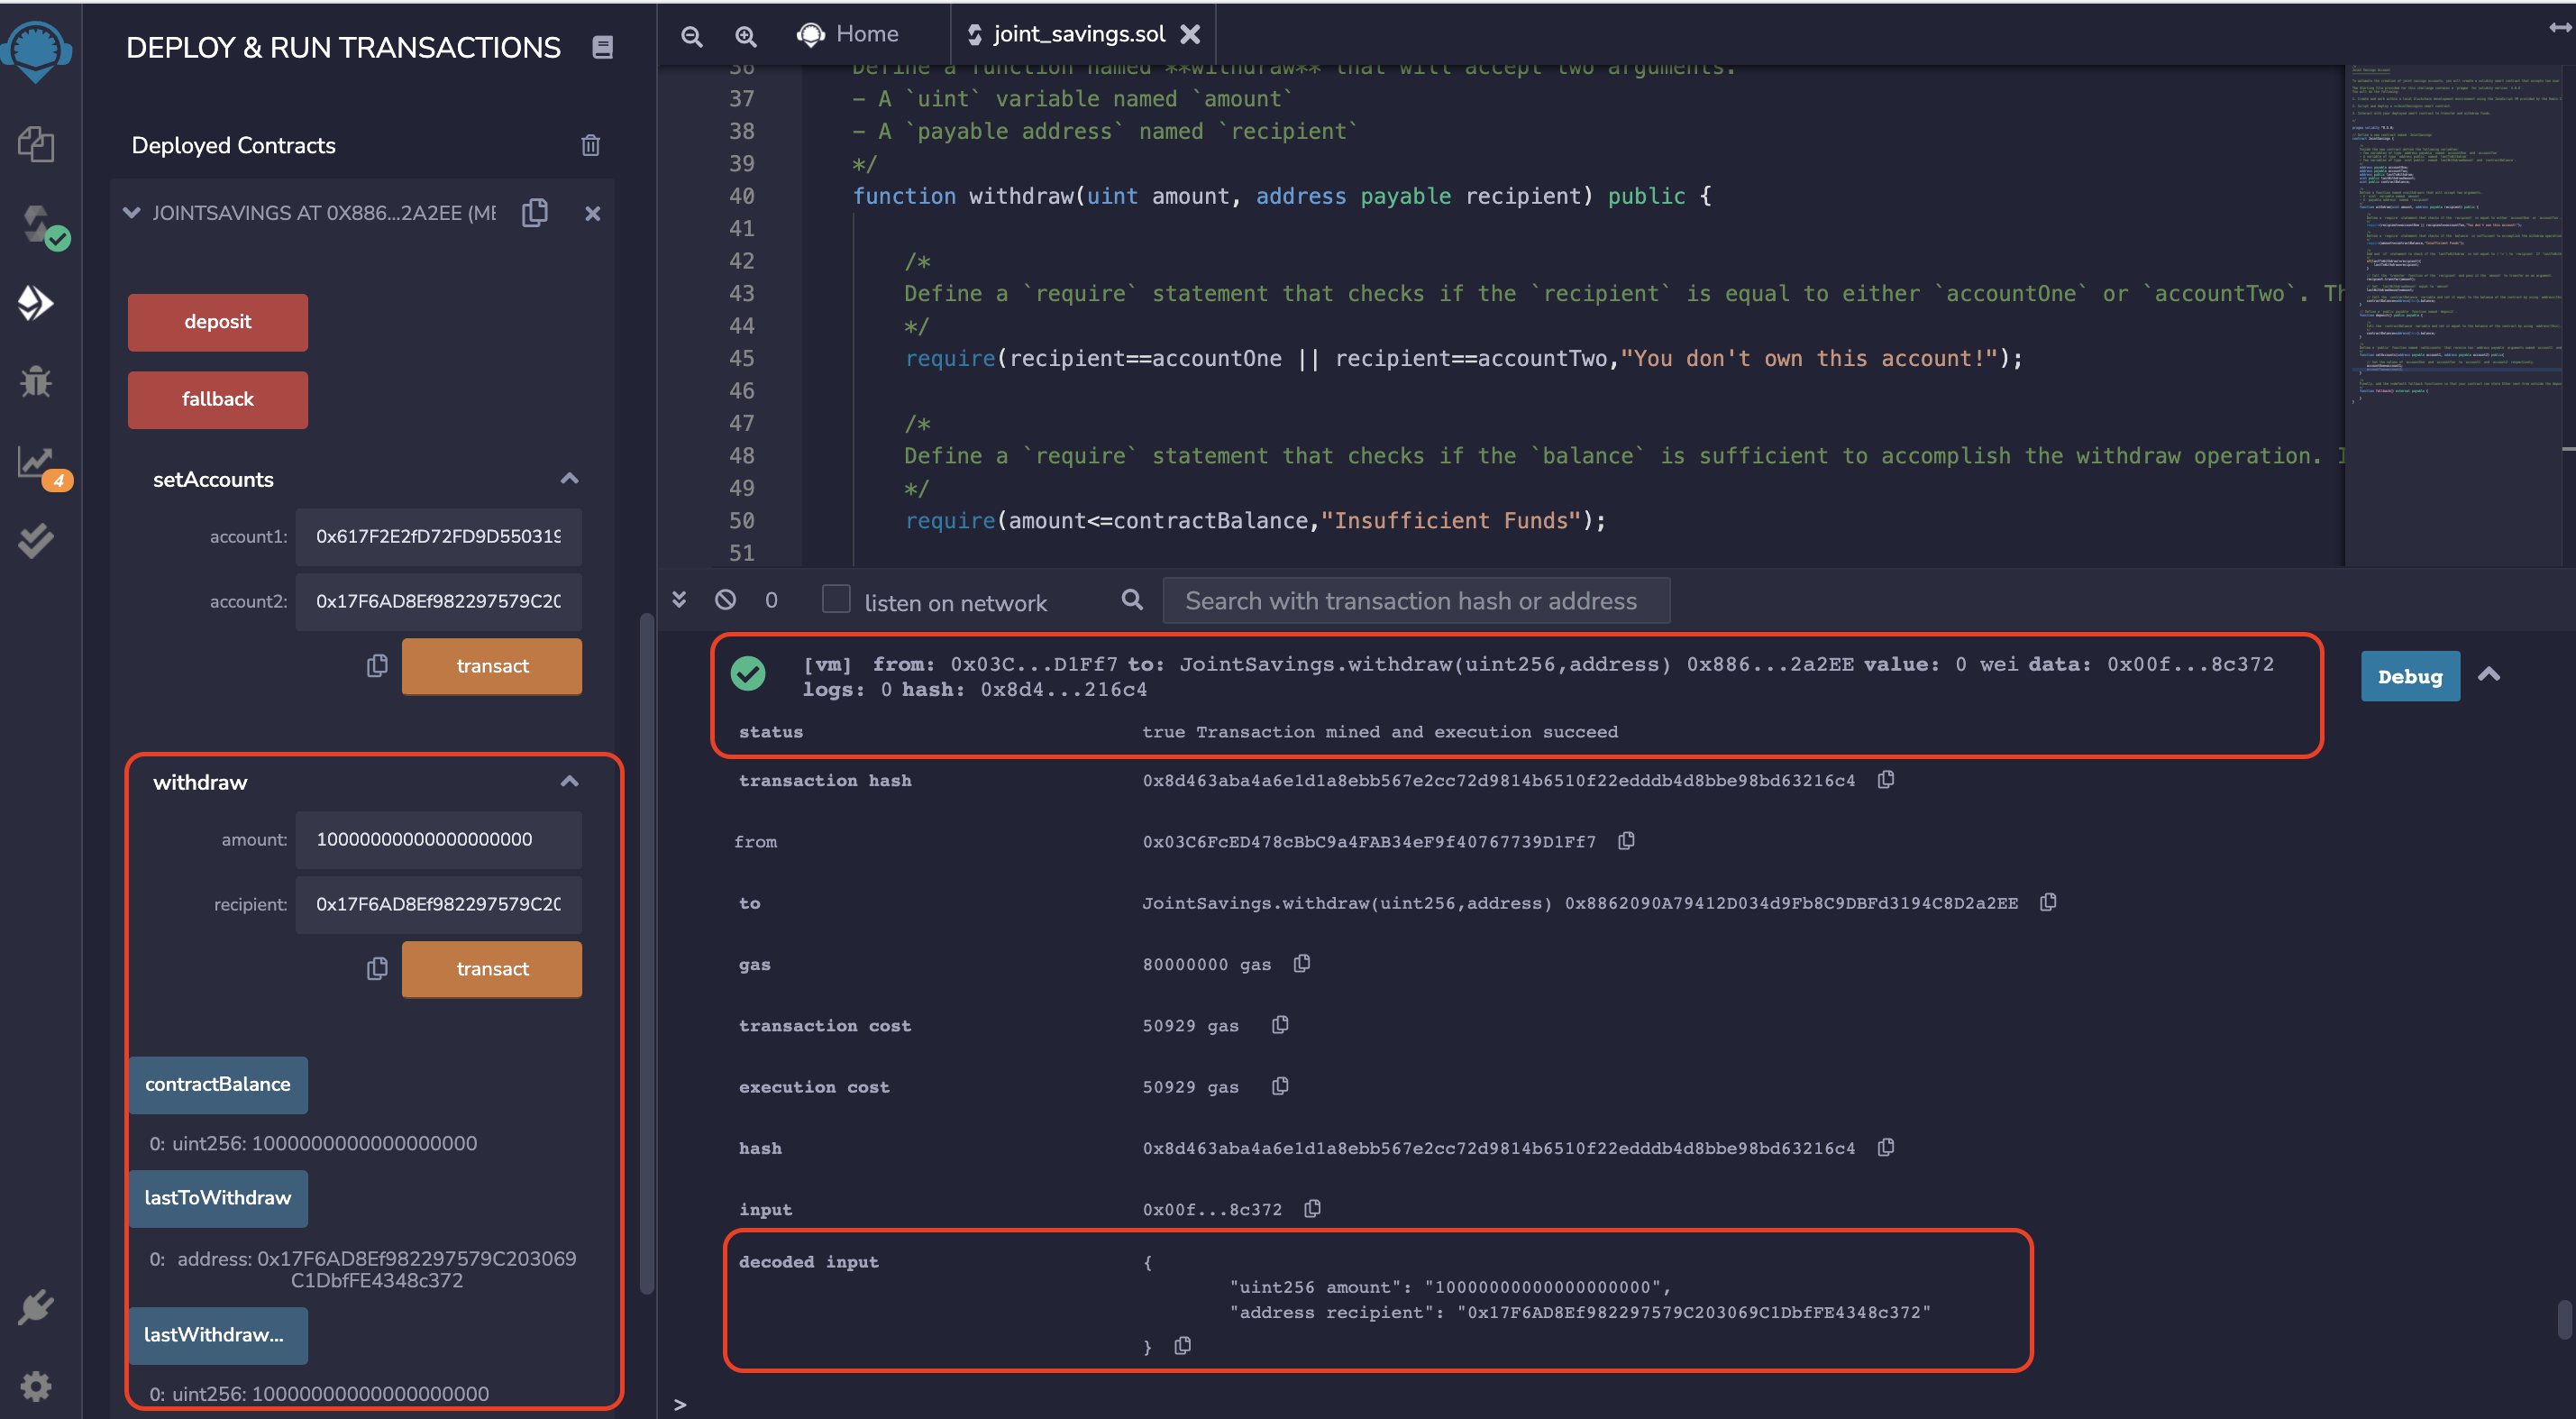 DEPLOY & RUN TRANSACTIONS
Deployed Contracts
JOINTSAVINGS AT 0X886...2A2EE (ME
deposit
fallback
setAccounts
account1: 0x617F2E2fD72FD9D550319
account2: 0x17F6AD8Ef982297579C20
transact
withdraw
amount: 10000000000000000000
recipient: 0x17F6AD8Ef982297579C20
transact
contractBalance
0: uint256: 1000000000000000000
lastToWithdraw
0: address: 0x17F6AD8Ef982297579C203069
C1DbfFE4348c372
lastWithdraw...
0: uint256: 10000000000000000000
4
Home
joint_savings.sol
36 Define a function named **withdraw** that will accept two arguments.
37 - A `uint` variable named `amount`
38 - A `payable address` named `recipient`
39 */
40 function withdraw(uint amount, address payable recipient) public {
41
42 /*
43 Define a `require` statement that checks if the `recipient` is equal to either `accountOne` or `accountTwo`. Th
44 */
45 require(recipient==accountOne || recipient==accountTwo,"You don't own this account!");
46
47 /*
48 Define a `require` statement that checks if the `balance` is sufficient to accomplish the withdraw operation. I
49 */
50 require(amount<=contractBalance,"Insufficient Funds");
51
0
listen on network
Search with transaction hash or address
[vm] from: 0x03C...D1Ff7 to: JointSavings.withdraw(uint256,address) 0x886...2a2EE value: 0 wei data: 0x00f...8c372
logs: 0 hash: 0x8d4...216c4
Debug
status true Transaction mined and execution succeed
transaction hash 0x8d463aba4a6e1d1a8ebb567e2cc72d9814b6510f22edddb4d8bbe98bd63216c4
from 0x03C6FcED478cBbC9a4FAB34eF9f40767739D1Ff7
to JointSavings.withdraw(uint256,address) 0x8862090A79412D034d9Fb8C9DBFd3194C8D2a2EE
gas 80000000 gas
transaction cost 50929 gas
execution cost 50929 gas
hash 0x8d463aba4a6e1d1a8ebb567e2cc72d9814b6510f22edddb4d8bbe98bd63216c4
input 0x00f...8c372
decoded input {
"uint256 amount": "10000000000000000000",
"address recipient": "0x17F6AD8Ef982297579C203069C1DbfFE4348c372"
}
>